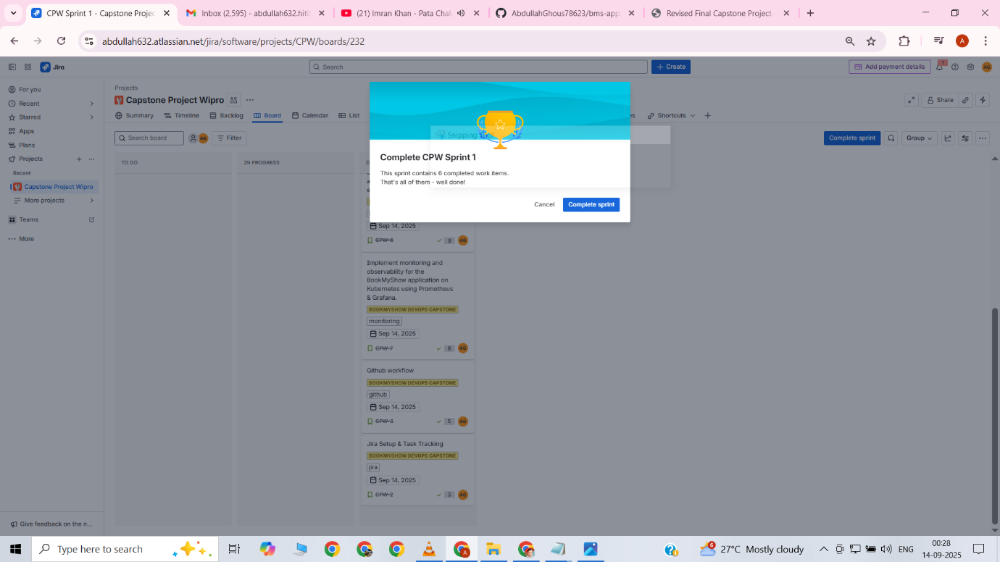 CPW Sprint 1 - Capstone Projec
Inbox (2,595) - abdullah632.hitih
(21) Imran Khan - Pata Chal
AbdullahGhous78623/bms-app
Revised Final Capstone Project
abdullah632.atlassian.net/jira/software/projects/CPW/boards/232
A
Jira
Search
Create
Add payment details
1
AG
For you
Recent
Starred
Apps
Plans
Projects
Recent
Capstone Project Wipro
More projects
Teams
More
Give feedback on the n...
Projects
Capstone Project Wipro
Share
Summary
Timeline
Backlog
Board
Calendar
List
Shortcuts
Search board
AG
Filter
Complete sprint
Group
TO DO
IN PROGRESS
Snipping Tool
Complete CPW Sprint 1
This sprint contains 6 completed work items.
That's all of them - well done!
Cancel
Complete sprint
Sep 14, 2025
CPW-6
8
AG
Implement monitoring and
observability for the
BookMyShow application on
Kubernetes using Prometheus
& Grafana.
BOOKMYSHOW DEVOPS CAPSTONE
monitoring
Sep 14, 2025
CPW-7
8
AG
Github workflow
BOOKMYSHOW DEVOPS CAPSTONE
github
Sep 14, 2025
CPW-3
5
AG
Jira Setup & Task Tracking
BOOKMYSHOW DEVOPS CAPSTONE
jira
Sep 14, 2025
CPW-2
3
AG
Type here to search
A
6
27°C Mostly cloudy
ENG
00:28
14-09-2025